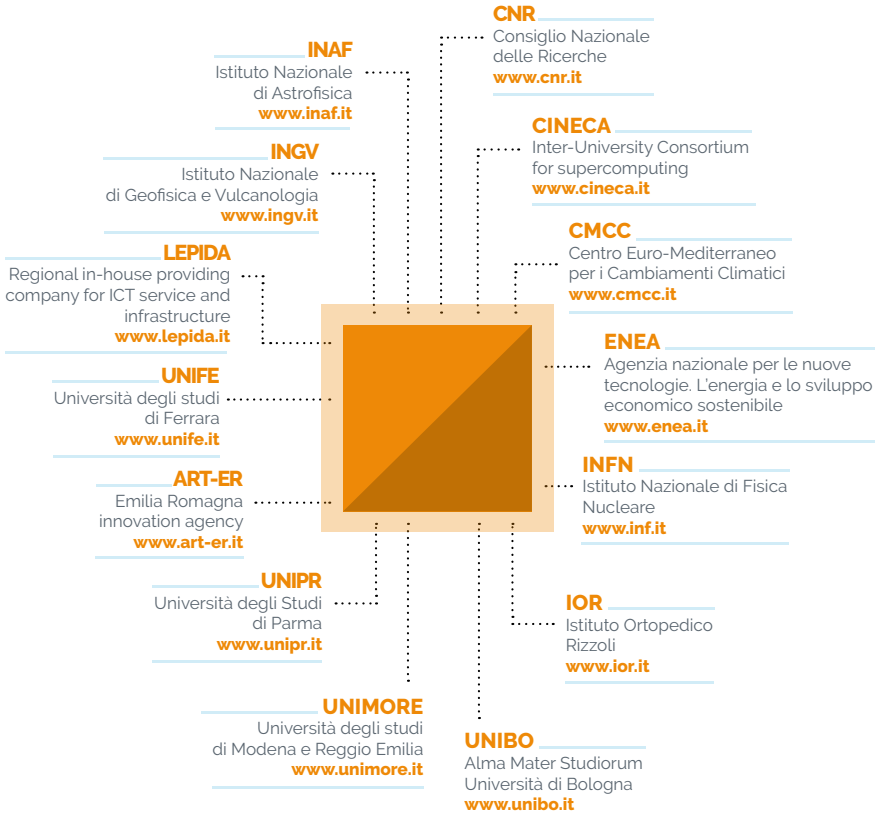 CNR
Consiglio Nazionale
delle Ricerche
www.cnr.it
INAF
Istituto Nazionale
di Astrofisica
www.inaf.it
CINECA
Inter-University Consortium
for supercomputing
www.cineca.it
INGV
Istituto Nazionale
di Geofisica e Vulcanologia
www.ingv.it
CMCC
Centro Euro-Mediterraneo
per i Cambiamenti Climatici
www.cmcc.it
LEPIDA
Regional in-house providing
company for ICT service and
infrastructure
www.lepida.it
ENEA
Agenzia nazionale per le nuove
tecnologie. L'energia e lo sviluppo
economico sostenibile
www.enea.it
UNIFE
Università degli studi
di Ferrara
www.unife.it
INFN
Istituto Nazionale di Fisica
Nucleare
www.inf.it
ART-ER
Emilia Romagna
innovation agency
www.art-er.it
UNIPR
Università degli Studi
di Parma
www.unipr.it
IOR
Istituto Ortopedico
Rizzoli
www.ior.it
UNIMORE
Università degli studi
di Modena e Reggio Emilia
www.unimore.it
UNIBO
Alma Mater Studiorum
Università di Bologna
www.unibo.it